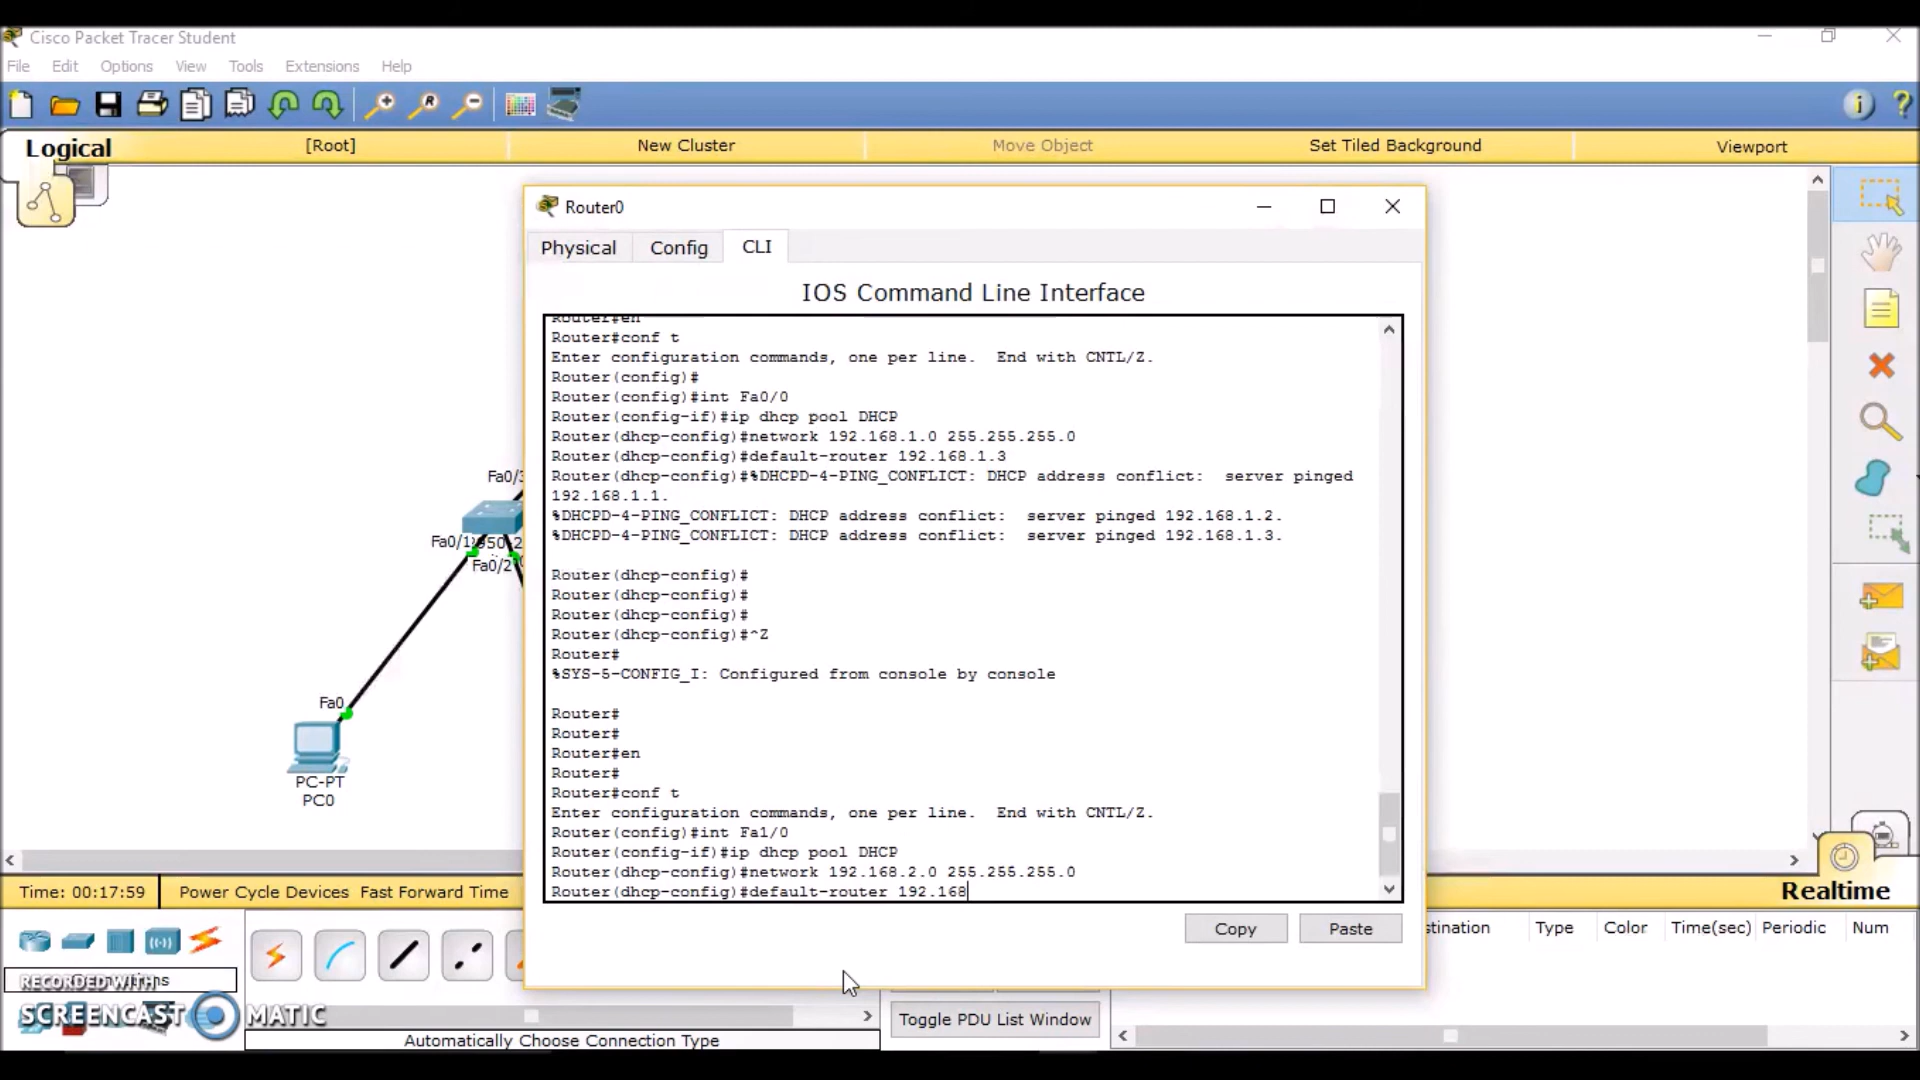 Cisco Packet Tracer Student
File Edit Options View Tools Extensions Help
Logical [Root] New Cluster Move Object Set Tiled Background Viewport
Router0
Physical Config CLI
IOS Command Line Interface
Router#en
Router#conf t
Enter configuration commands, one per line. End with CNTL/Z.
Router(config)#
Router(config)#int Fa0/0
Router(config-if)#ip dhcp pool DHCP
Router(dhcp-config)#network 192.168.1.0 255.255.255.0
Router(dhcp-config)#default-router 192.168.1.3
Router(dhcp-config)#%DHCPD-4-PING_CONFLICT: DHCP address conflict: server pinged
192.168.1.1.
%DHCPD-4-PING_CONFLICT: DHCP address conflict: server pinged 192.168.1.2.
%DHCPD-4-PING_CONFLICT: DHCP address conflict: server pinged 192.168.1.3.
Router(dhcp-config)#
Router(dhcp-config)#
Router(dhcp-config)#
Router(dhcp-config)#^Z
Router#
%SYS-5-CONFIG_I: Configured from console by console
Router#
Router#
Router#en
Router#
Router#conf t
Enter configuration commands, one per line. End with CNTL/Z.
Router(config)#int Fa1/0
Router(config-if)#ip dhcp pool DHCP
Router(dhcp-config)#network 192.168.2.0 255.255.255.0
Router(dhcp-config)#default-router 192.168
Copy Paste
Fa0/3
Fa0/1
Fa0/2
Fa0
PC-PT
PC0
Time: 00:17:59 Power Cycle Devices Fast Forward Time
Realtime
stination Type Color Time(sec) Periodic Num
RECORDED WITH
SCREENCAST MATIC
Toggle PDU List Window
Automatically Choose Connection Type